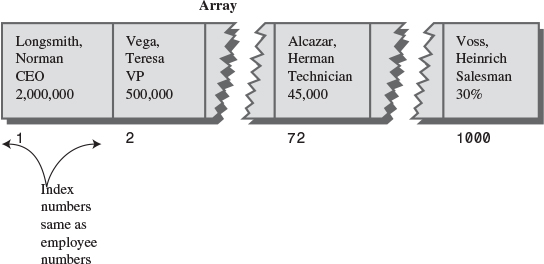 Array
Longsmith,
Norman
CEO
2,000,000
Vega,
Teresa
VP
500,000
Alcazar,
Herman
Technician
45,000
Voss,
Heinrich
Salesman
30%
1
2
72
1000
Index
numbers
same as
employee
numbers